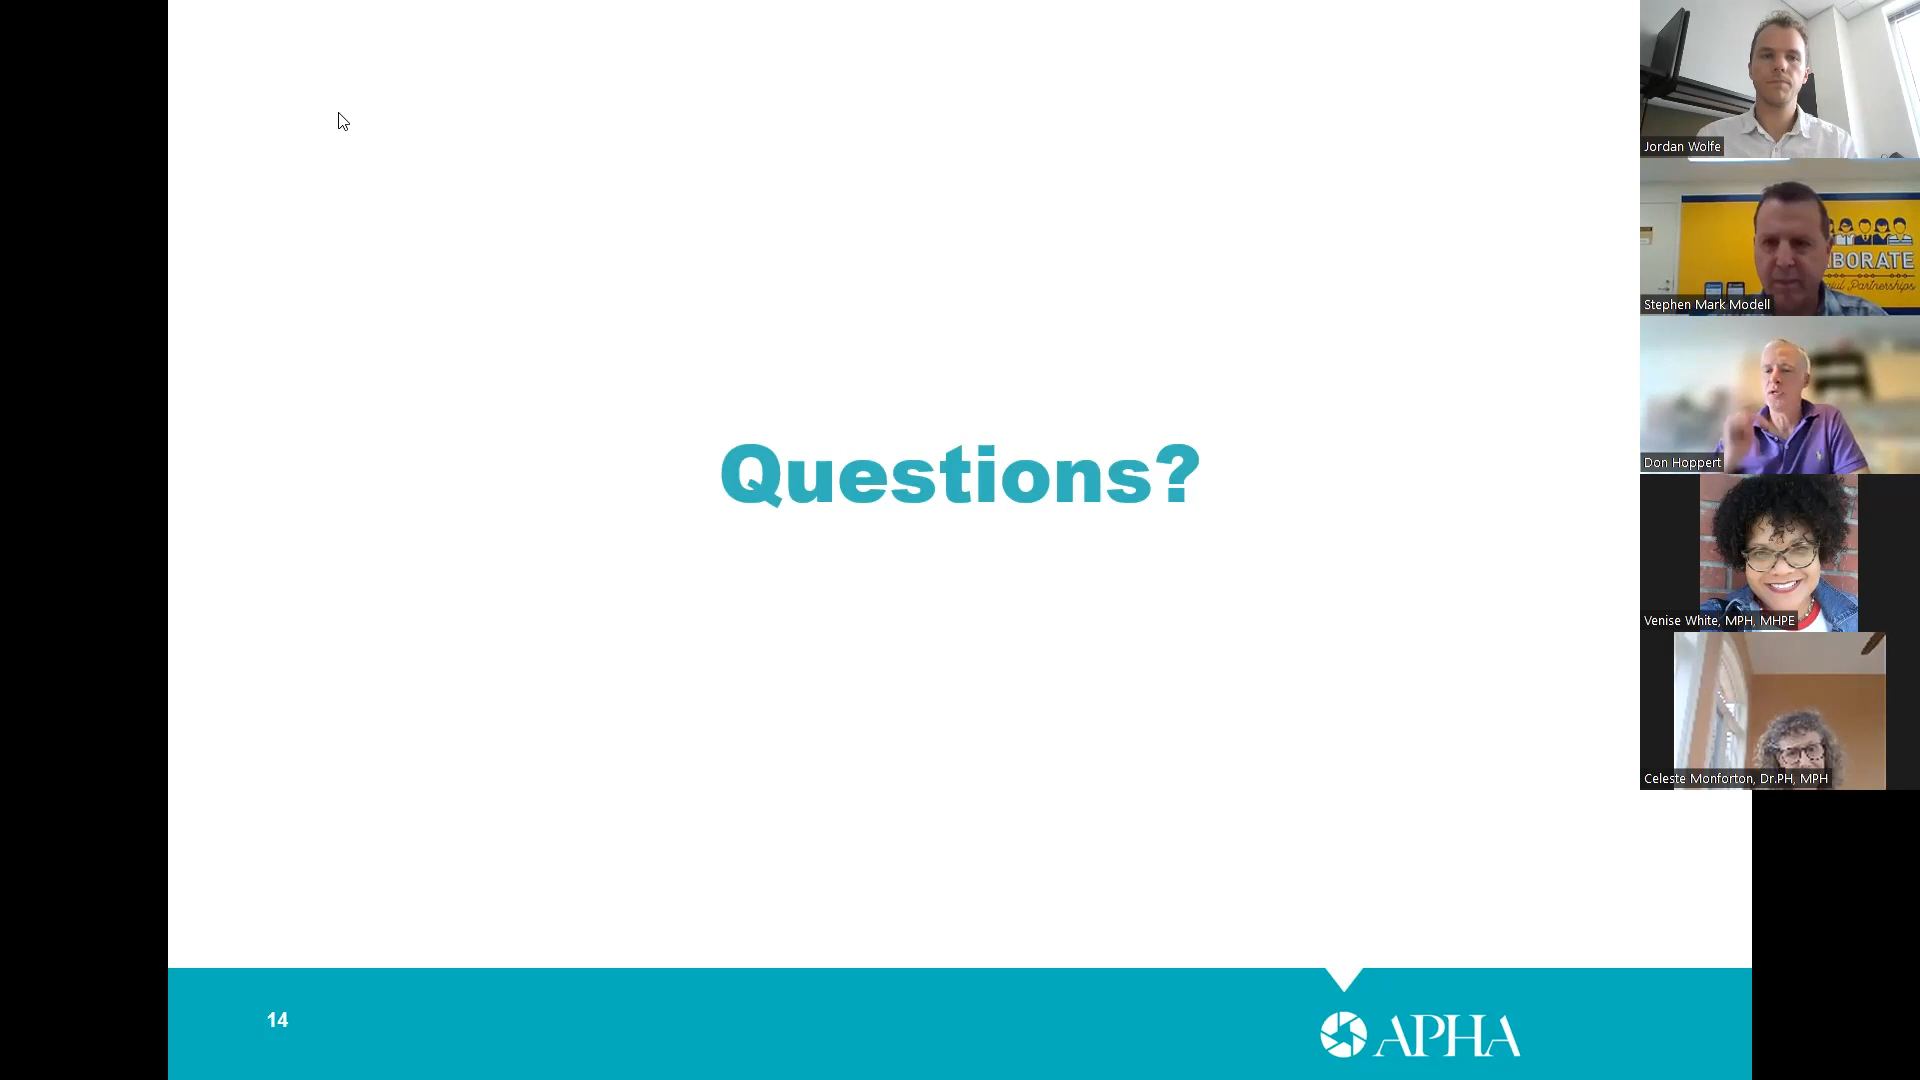 Questions?
14
APHA
Jordan Wolfe
BORATE
Partnerships
Stephen Mark Modell
Don Hoppert
Venise White, MPH, MHPE
Celeste Monforton, Dr.PH, MPH